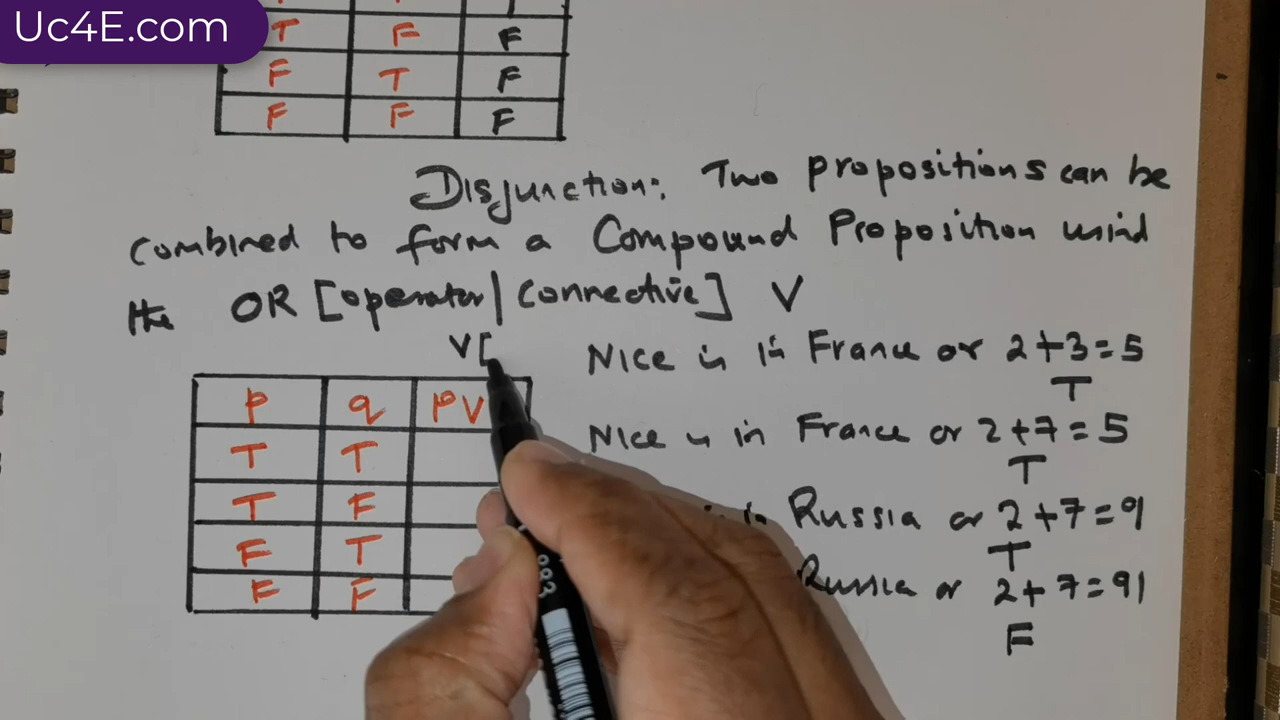 Uc4E.com
T F F
F T F
F F F
Disjunction: Two propositions can be
combined to form a Compound Proposition usind
the OR [operator| Connective] V
V[
Nice is in France or 2+3=5
T
p q pV
Nice is in France or 2+7=5
T T
T
T F
Russia or 2+7=9
F T
T
Russia or 2+7=91
F F
F
993